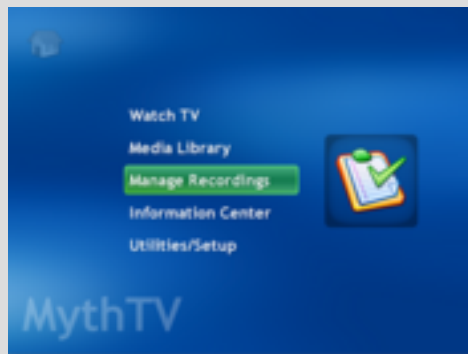 Watch TV
Media Library
Manage Recordings
Information Center
Utilities/Setup
MythTV